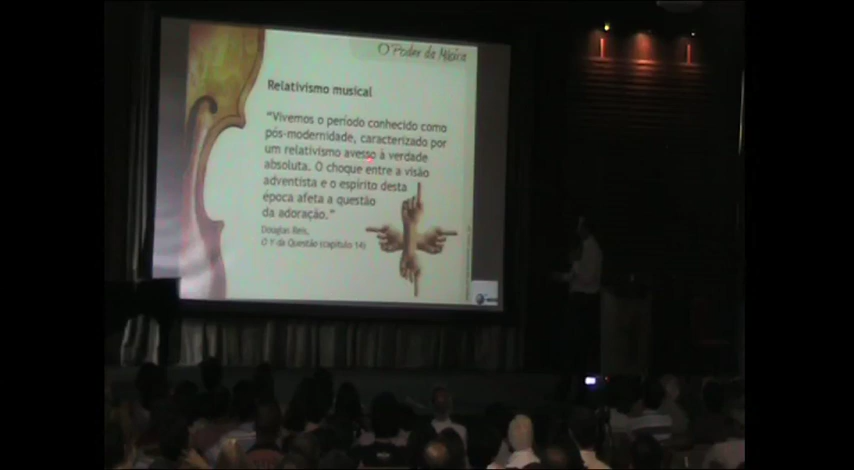 O Poder da Música
Relativismo musical
"Vivemos o período conhecido como
pós-modernidade, caracterizado por
um relativismo avesso à verdade
absoluta. O choque entre a visão
adventista e o espírito desta
época afeta a questão
da adoração."
Douglas Reis,
O Y da Questão (capítulo 14)